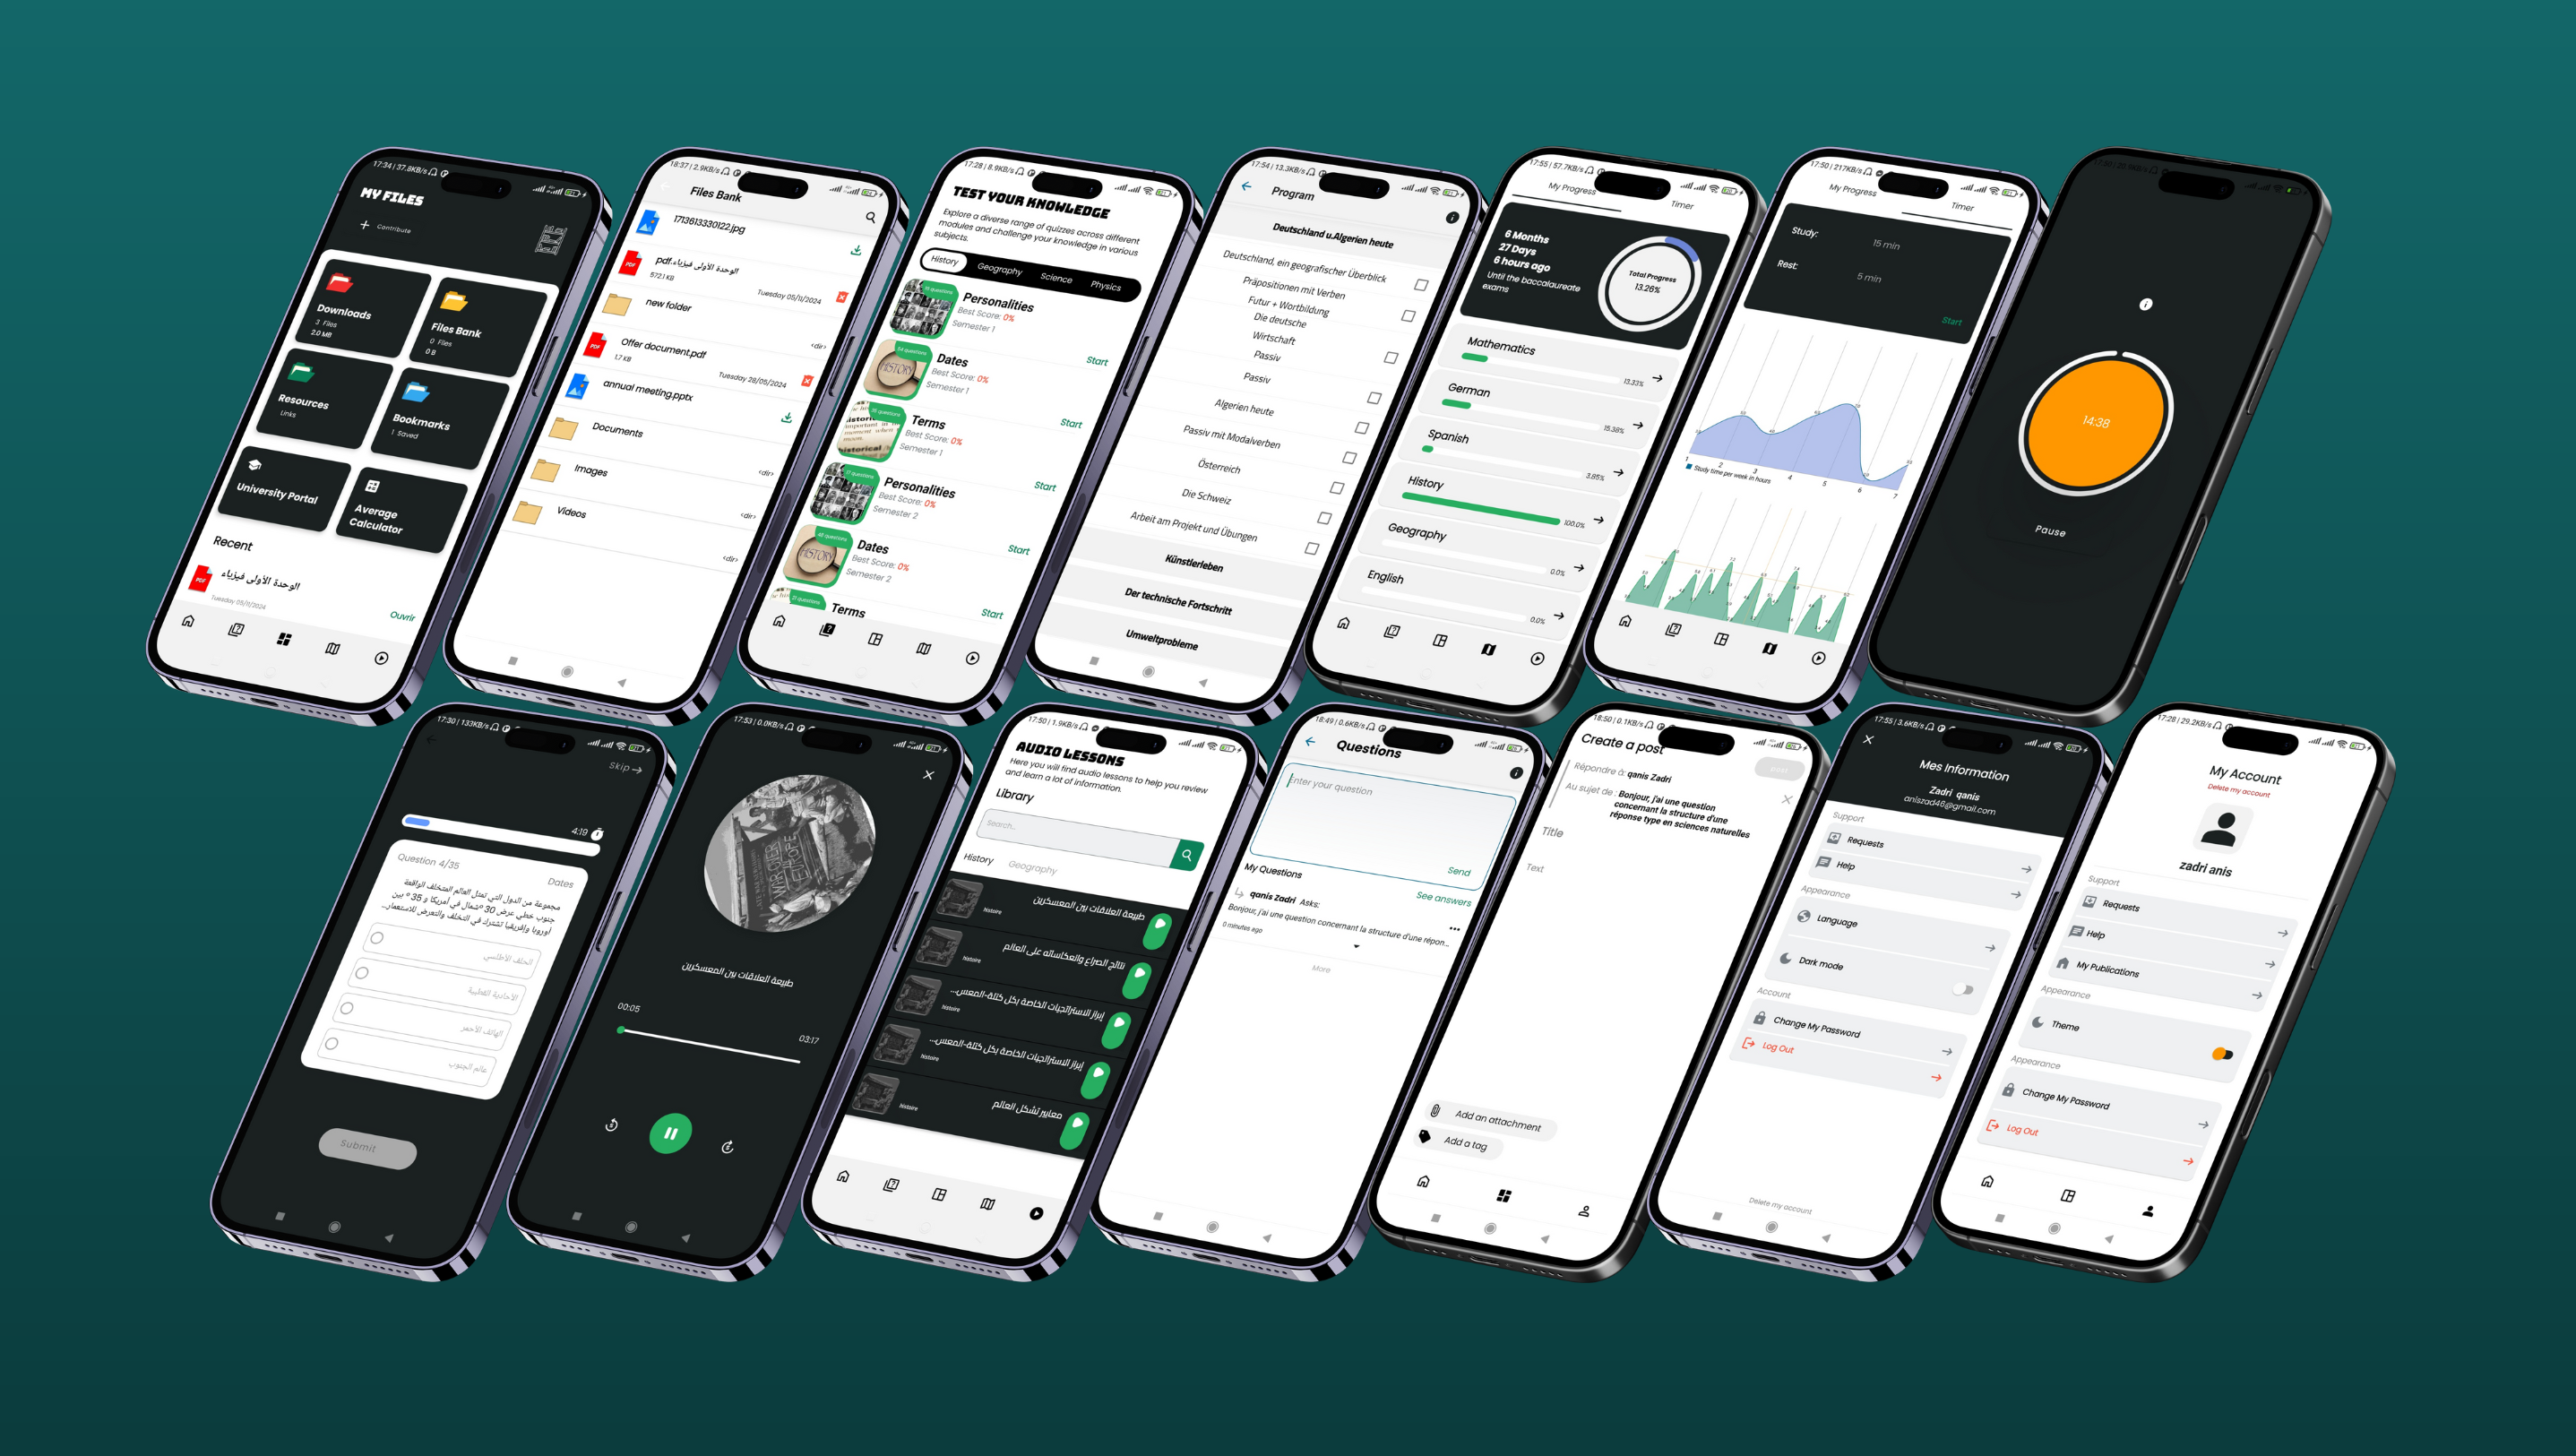 17:34 | 37.8KB/s
MY FILES
+ Contribute
Downloads
3 Files
2.0 MB
Files Bank
0 Files
0 B
Resources
Links
Bookmarks
1 Saved
University Portal
Average
Calculator
Recent
الوحدة الأولى فيزياء
Tuesday 05/11/2024
Ouvrir
18:37 | 2.9KB/s
Files Bank
1713613330122.jpg
الوحدة الأولى فيزياء.pdf
572.1 KB
Tuesday 05/11/2024
new folder
<dir>
Offer document.pdf
1.7 KB
Tuesday 28/05/2024
annual meeting.pptx
Documents
<dir>
Images
<dir>
Videos
<dir>
17:28 | 8.9KB/s
TEST YOUR KNOWLEDGE
Explore a diverse range of quizzes across different
modules and challenge your knowledge in various
subjects.
History
Geography
Science
Physics
Personalities
Best Score: 0%
Semester 1
Start
Dates
Best Score: 0%
Semester 1
Start
Terms
Best Score: 0%
Semester 1
Start
Personalities
Best Score: 0%
Semester 2
Start
Dates
Best Score: 0%
Semester 2
Start
Terms
17:54 | 13.3KB/s
Program
Deutschland u.Algerien heute
Deutschland, ein geografischer Überblick
Präpositionen mit Verben
Futur + Wortbildung
Die deutsche
Wirtschaft
Passiv
Passiv
Algerien heute
Passiv mit Modalverben
Österreich
Die Schweiz
Arbeit am Projekt und Übungen
Künstlerleben
Der technische Fortschritt
Umweltprobleme
17:55 | 57.7KB/s
My Progress
Timer
6 Months
27 Days
6 hours ago
Until the baccalaureate
exams
Total Progress
13.26%
Mathematics
13.33%
German
15.38%
Spanish
3.85%
History
100.0%
Geography
0.0%
English
0.0%
17:50 | 217KB/s
My Progress
Timer
Study:
15 min
Rest:
5 min
Start
1 2 3 4 5 6 7
Study time per week in hours
14:38
Pause
17:30 | 133KB/s
Skip
4:19
Question 4/35
Dates
مجموعة من الدول التي تمثل العالم المتخلف الواقعة
جنوب خطي عرض 30 °شمال في أمريكا و 35 ° بين
أوروبا وإفريقيا تشترك في التخلف والتعرض للاستعمار...
الحلف الأطلسي
الأحادية القطبية
الهاتف الأحمر
عالم الجنوب
Submit
17:53 | 0.0KB/s
طبيعة العلاقات بين المعسكرين
00:05
03:17
17:50 | 1.9KB/s
AUDIO LESSONS
Here you will find audio lessons to help you review
and learn a lot of information.
Library
Search..
History
Geography
طبيعة العلاقات بين المعسكرين
histoire
نتائج الصراع وانعكاساته على العالم
histoire
إبراز الاستراتجيات الخاصة بكل كتلة-المعس...
histoire
إبراز الاستراتجيات الخاصة بكل كتلة-المعس...
histoire
معايير تشكل العالم
histoire
18:49 | 0.6KB/s
Questions
Enter your question
Send
My Questions
See answers
qanis Zadri Asks:
Bonjour, j'ai une question concernant la structure d'une répon...
0 minutes ago
More
18:50 | 0.1KB/s
Create a post
post
Répondre à: qanis Zadri
Au sujet de : Bonjour, j'ai une question
concernant la structure d'une
réponse type en sciences naturelles
Title
Text
Add an attachment
Add a tag
17:55 | 3.6KB/s
Mes Information
Zadri qanis
aniszad46@gmail.com
Support
Requests
Help
Appearance
Language
Dark mode
Account
Change My Password
Log Out
Delete my account
17:28 | 29.2KB/s
My Account
Delete my account
zadri anis
Support
Requests
Help
My Publications
Appearance
Theme
Appearance
Change My Password
Log Out